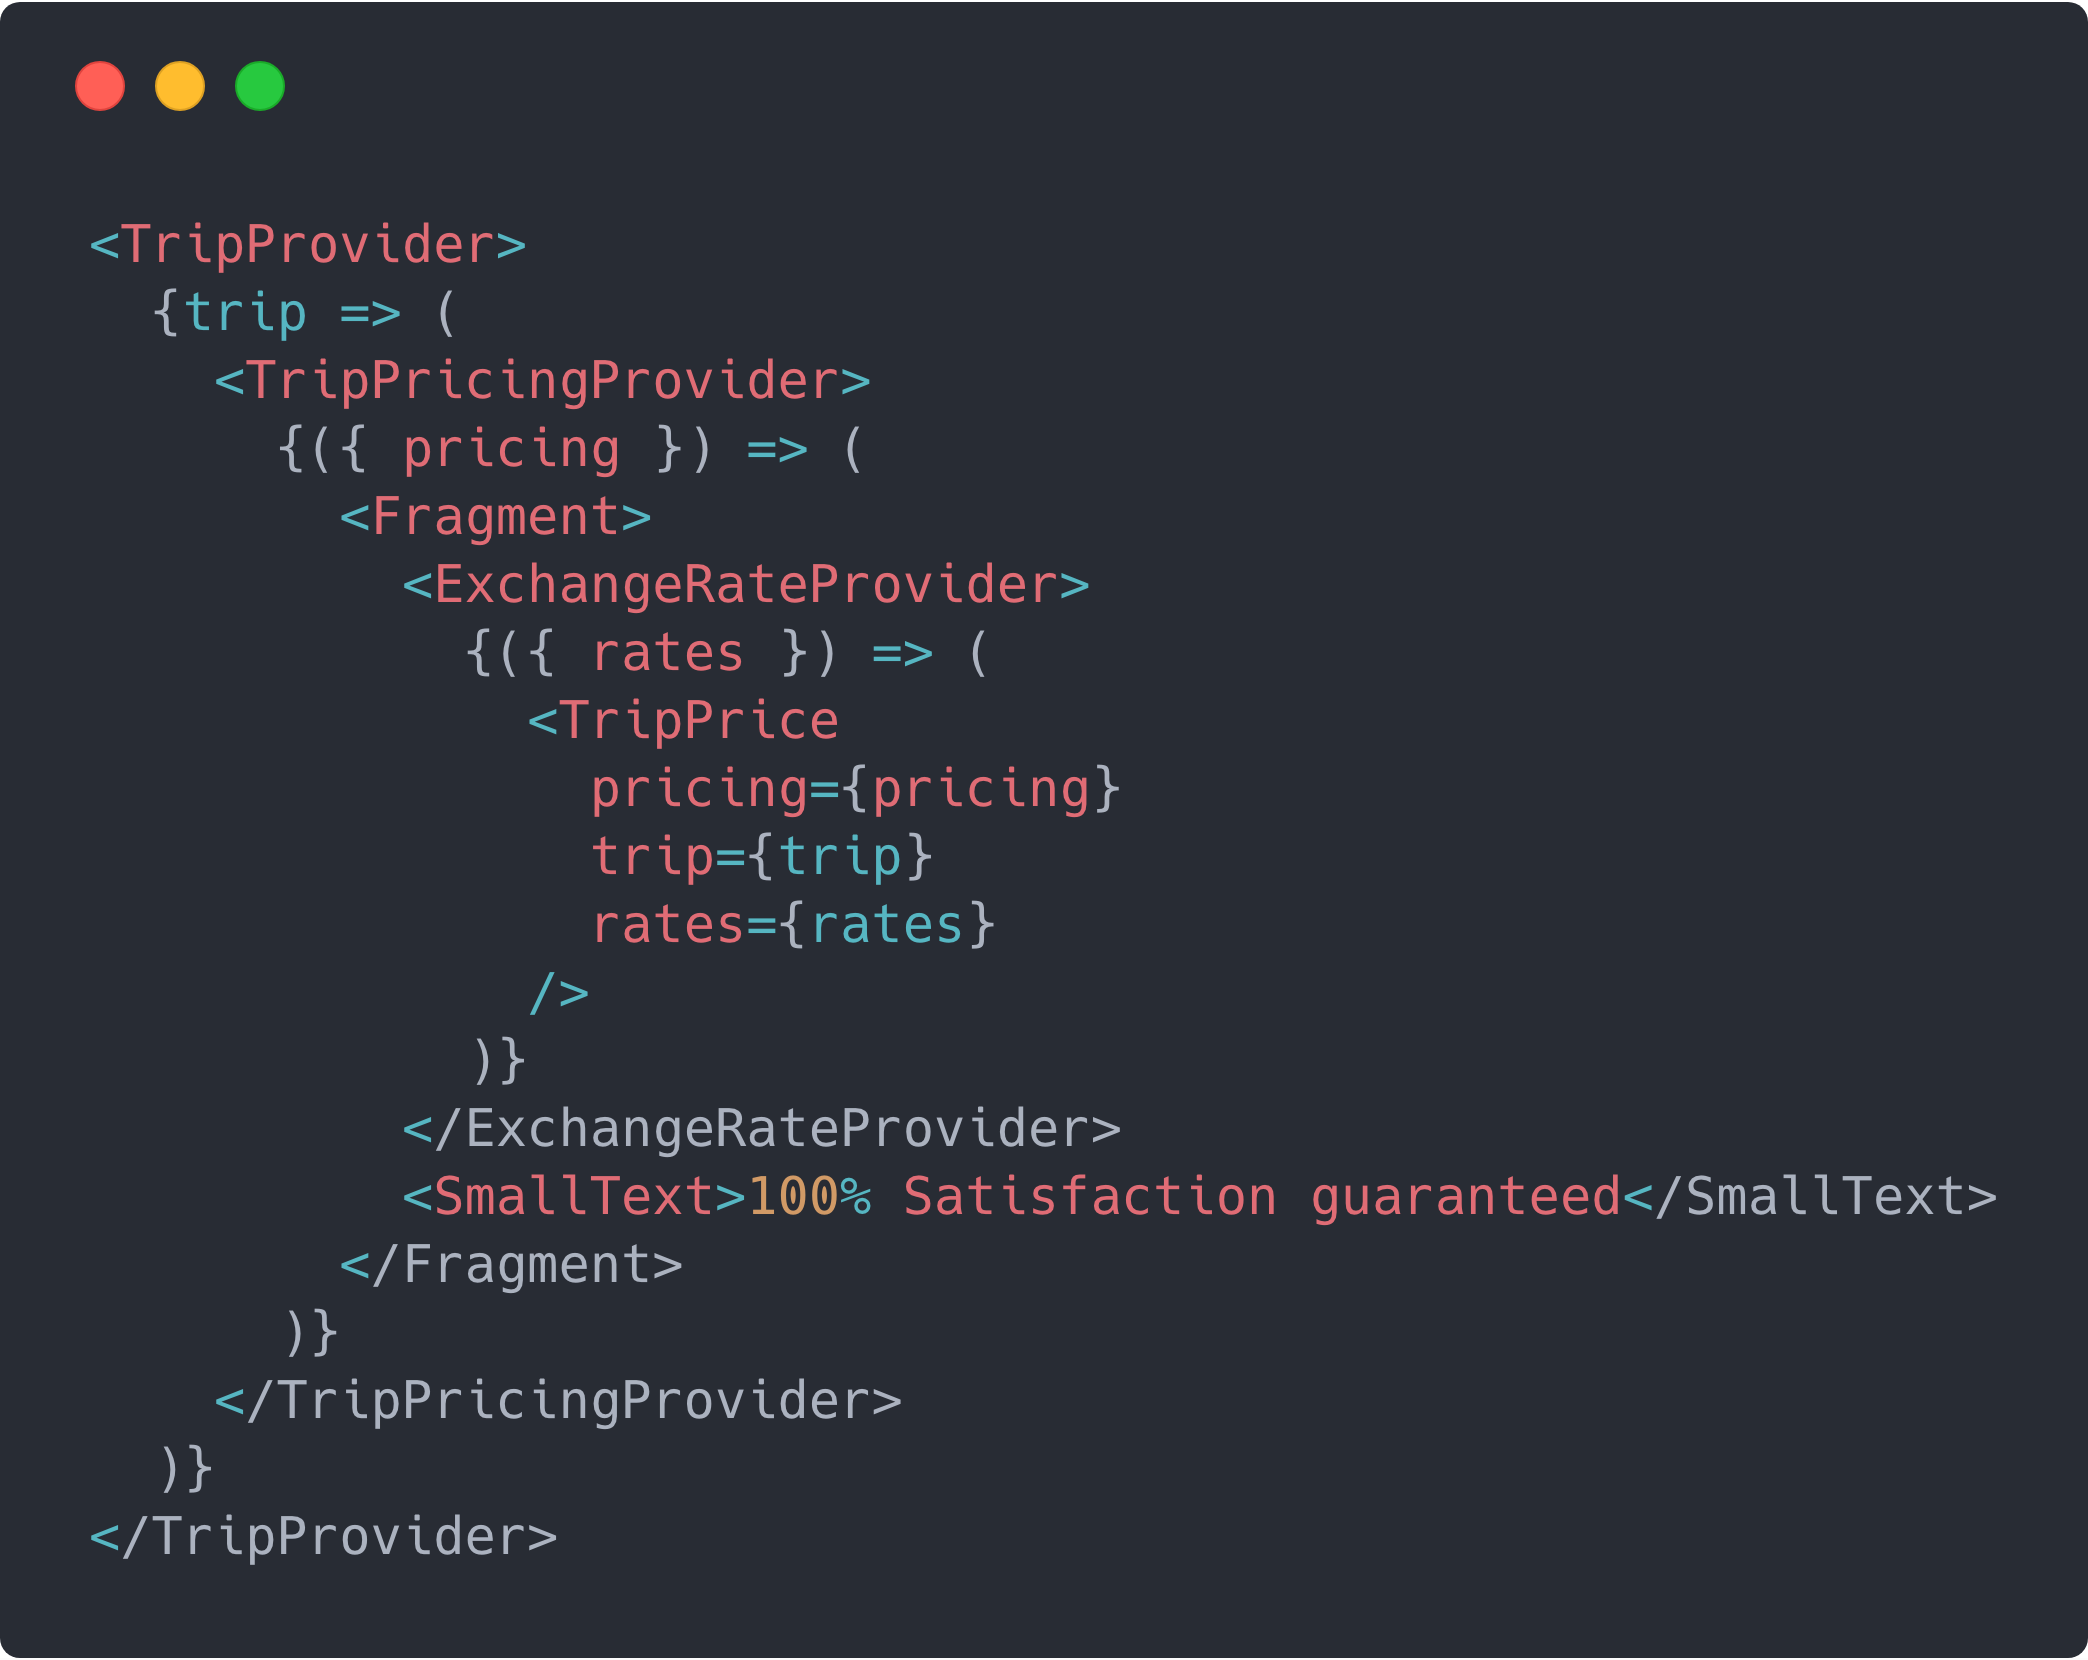 <TripProvider>
  {trip => (
    <TripPricingProvider>
      {({ pricing }) => (
        <Fragment>
          <ExchangeRateProvider>
            {({ rates }) => (
              <TripPrice
                pricing={pricing}
                trip={trip}
                rates={rates}
              />
            )}
          </ExchangeRateProvider>
          <SmallText>100% Satisfaction guaranteed</SmallText>
        </Fragment>
      )}
    </TripPricingProvider>
  )}
</TripProvider>